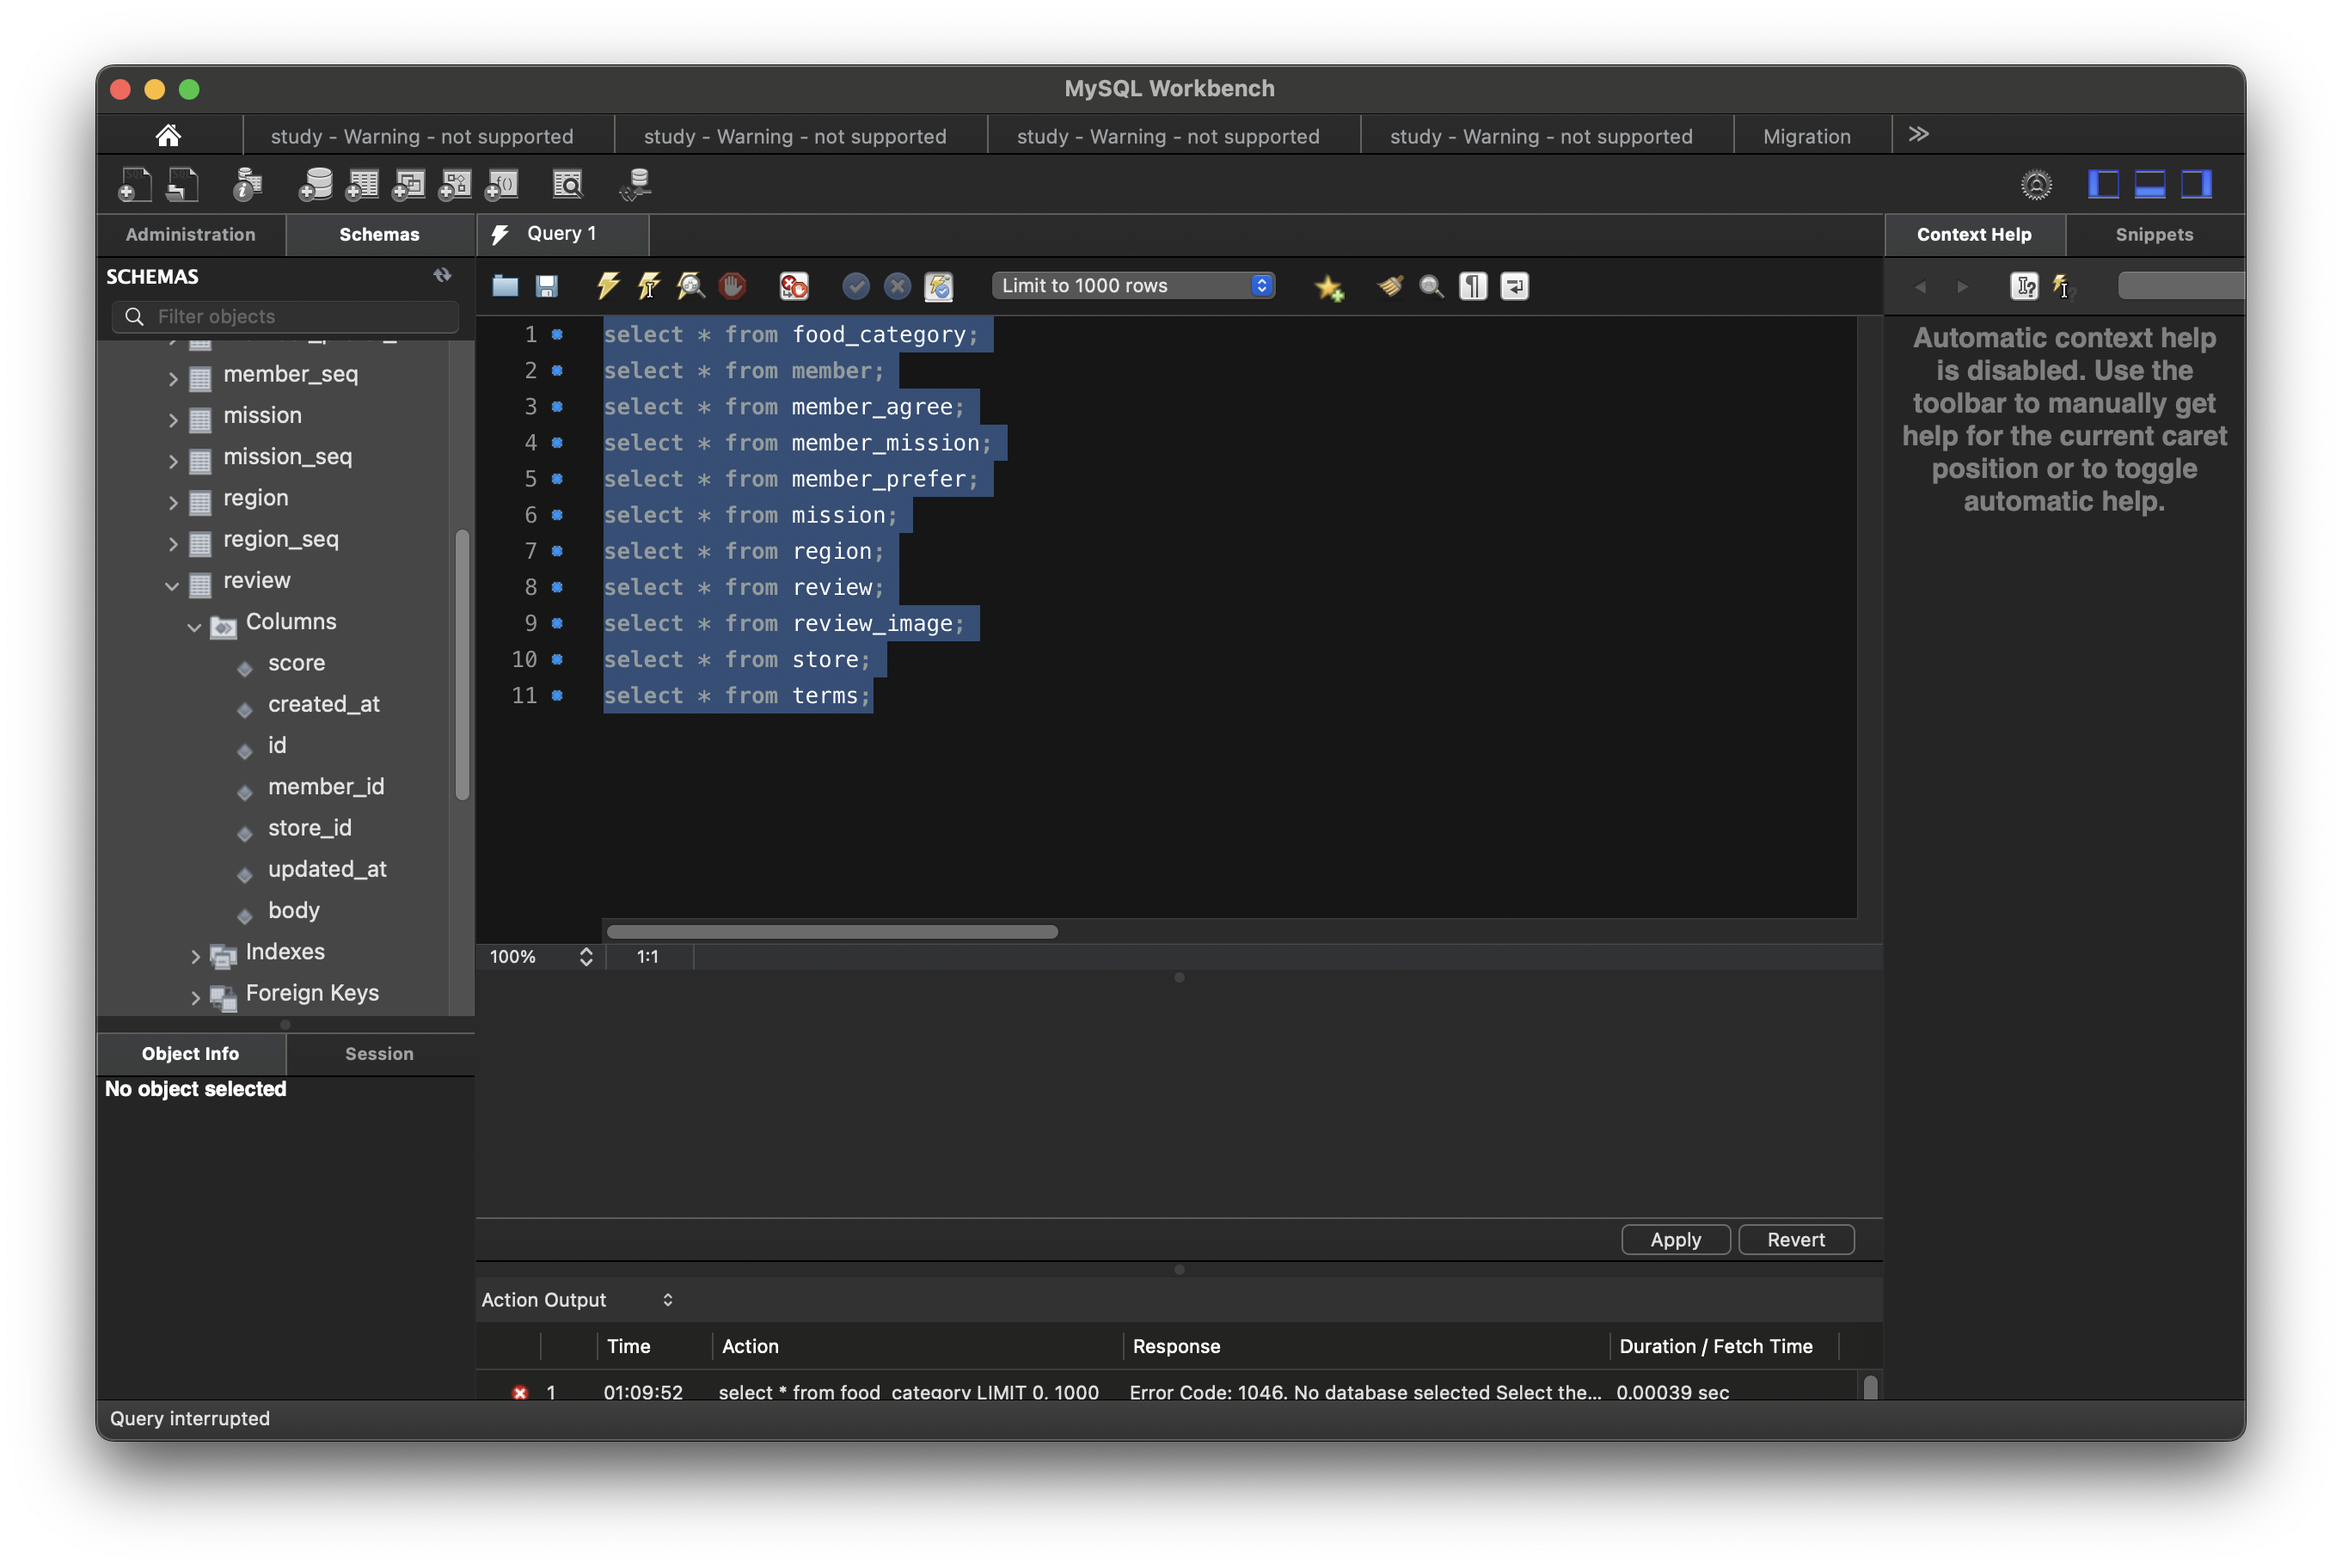 MySQL Workbench
study - Warning - not supported
study - Warning - not supported
study - Warning - not supported
study - Warning - not supported
Migration
Administration
Schemas
Query 1
Context Help
Snippets
SCHEMAS
Filter objects
Limit to 1000 rows
member_seq
mission
mission_seq
region
region_seq
review
Columns
score
created_at
id
member_id
store_id
updated_at
body
Indexes
Foreign Keys
1 select * from food_category;
2 select * from member;
3 select * from member_agree;
4 select * from member_mission;
5 select * from member_prefer;
6 select * from mission;
7 select * from region;
8 select * from review;
9 select * from review_image;
10 select * from store;
11 select * from terms;
Automatic context help
is disabled. Use the
toolbar to manually get
help for the current caret
position or to toggle
automatic help.
100%
1:1
Object Info
Session
No object selected
Apply
Revert
Action Output
Time Action Response Duration / Fetch Time
1 01:09:52 select * from food_category LIMIT 0, 1000 Error Code: 1046. No database selected Select the... 0.00039 sec
Query interrupted